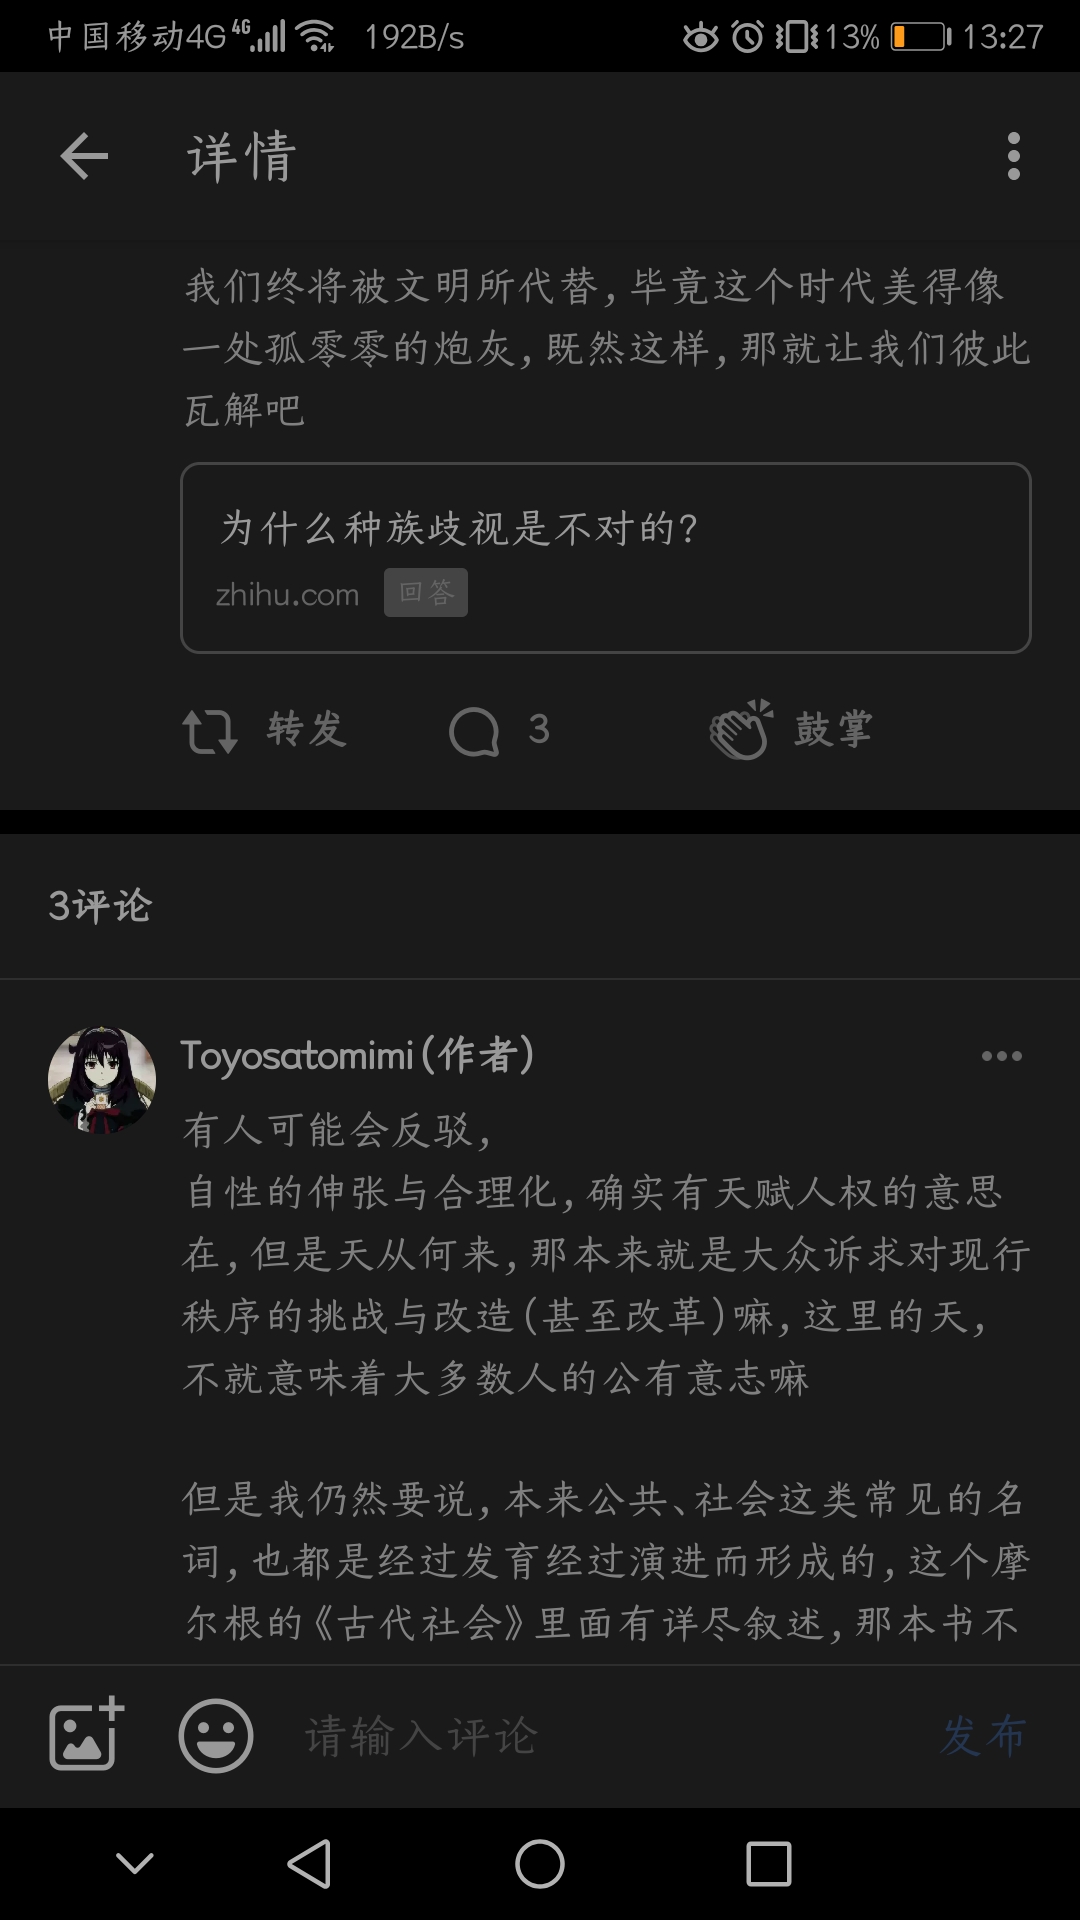 中国移动4G 4G 192B/s 13% 13:27
详情
我们终将被文明所代替,毕竟这个时代美得像
一处孤零零的炮灰,既然这样,那就让我们彼此
瓦解吧
为什么种族歧视是不对的?
zhihu.com 回答
转发 3 鼓掌
3评论
Toyosatomimi(作者)
有人可能会反驳,
自性的伸张与合理化,确实有天赋人权的意思
在,但是天从何来,那本来就是大众诉求对现行
秩序的挑战与改造(甚至改革)嘛,这里的天,
不就意味着大多数人的公有意志嘛
但是我仍然要说,本来公共、社会这类常见的名
词,也都是经过发育经过演进而形成的,这个摩
尔根的《古代社会》里面有详尽叙述,那本书不
请输入评论 发布